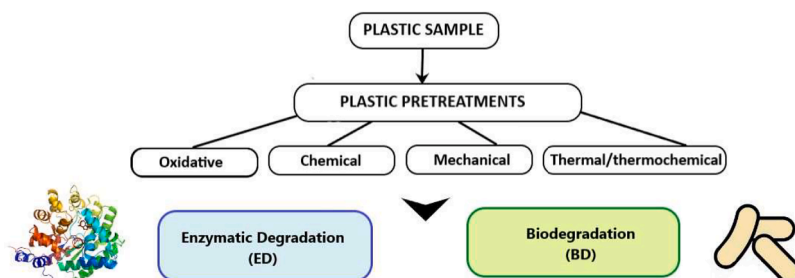 PLASTIC SAMPLE
PLASTIC PRETREATMENTS
Oxidative
Chemical
Mechanical
Thermal/thermochemical
Enzymatic Degradation
(ED)
Biodegradation
(BD)